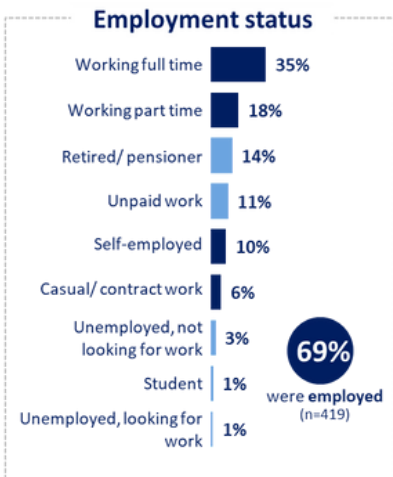 Employment status
Working full time 35%
Working part time 18%
Retired/ pensioner 14%
Unpaid work 11%
Self-employed 10%
Casual/ contract work 6%
Unemployed, not
looking for work 3%
Student 1%
Unemployed, looking for
work 1%
69%
were employed
(n=419)